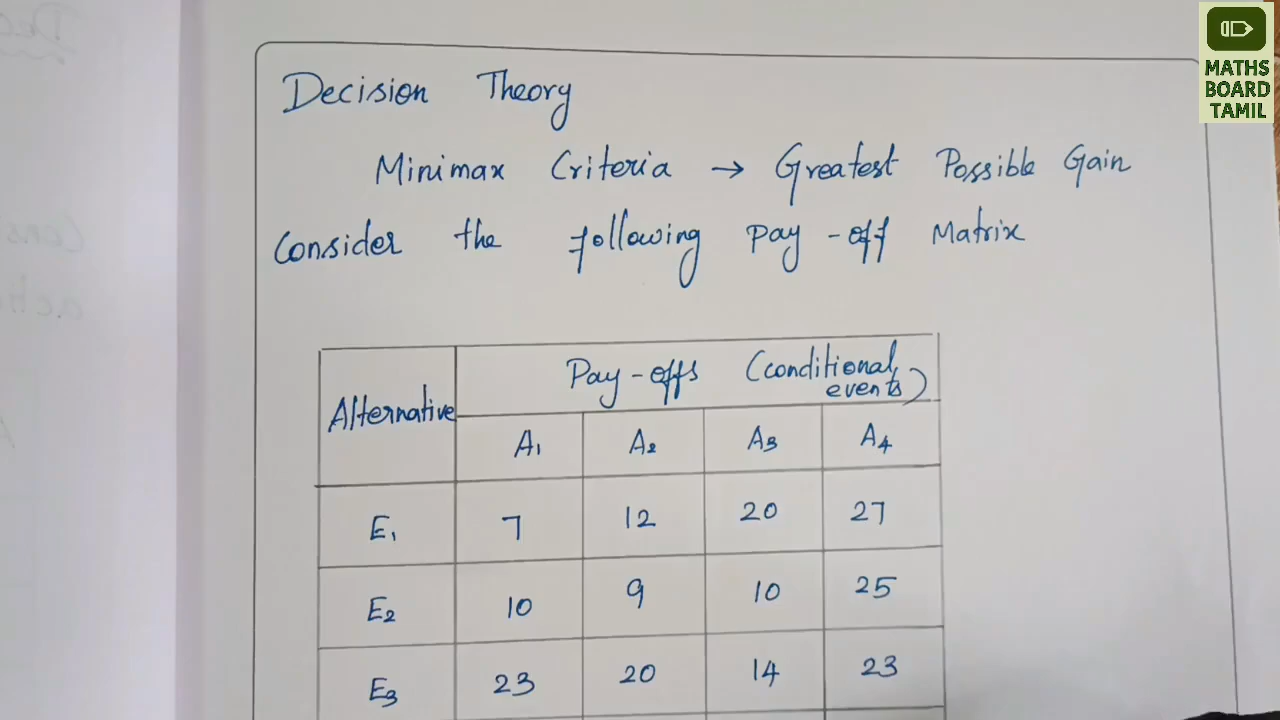 MATHS
BOARD
TAMIL
Decision Theory
Minimax Criteria → Greatest Possible Gain
Consider the following Pay-off Matrix
Alternative Pay-offs (conditional events)
A1 A2 A3 A4
E1 7 12 20 27
E2 10 9 10 25
E3 23 20 14 23